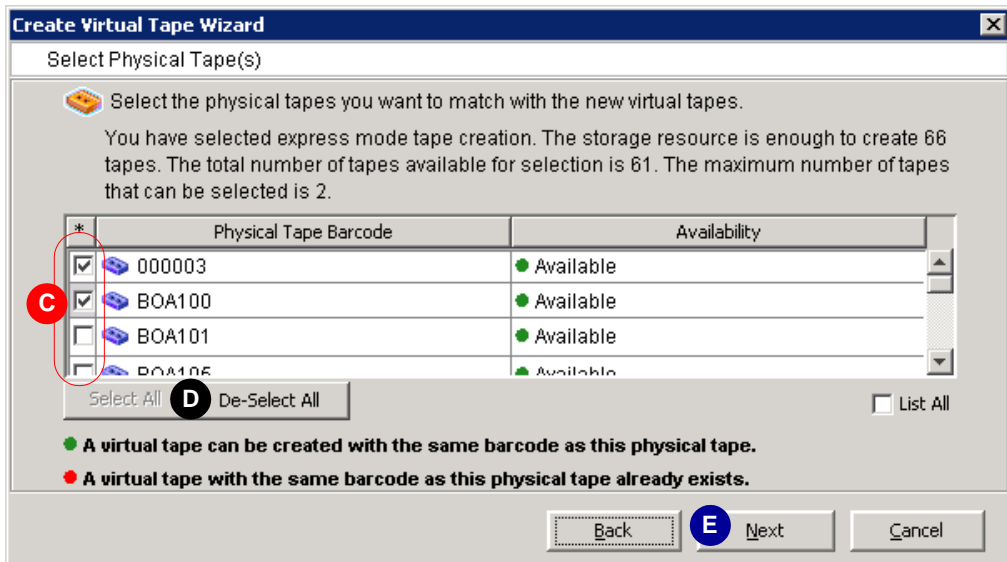 Create Virtual Tape Wizard
Select Physical Tape(s)
Select the physical tapes you want to match with the new virtual tapes.
You have selected express mode tape creation. The storage resource is enough to create 66
tapes. The total number of tapes available for selection is 61. The maximum number of tapes
that can be selected is 2.
* Physical Tape Barcode Availability
000003 Available
C BOA100 Available
BOA101 Available
Available
Select All D De-Select All List All
A virtual tape can be created with the same barcode as this physical tape.
A virtual tape with the same barcode as this physical tape already exists.
Back E Next Cancel